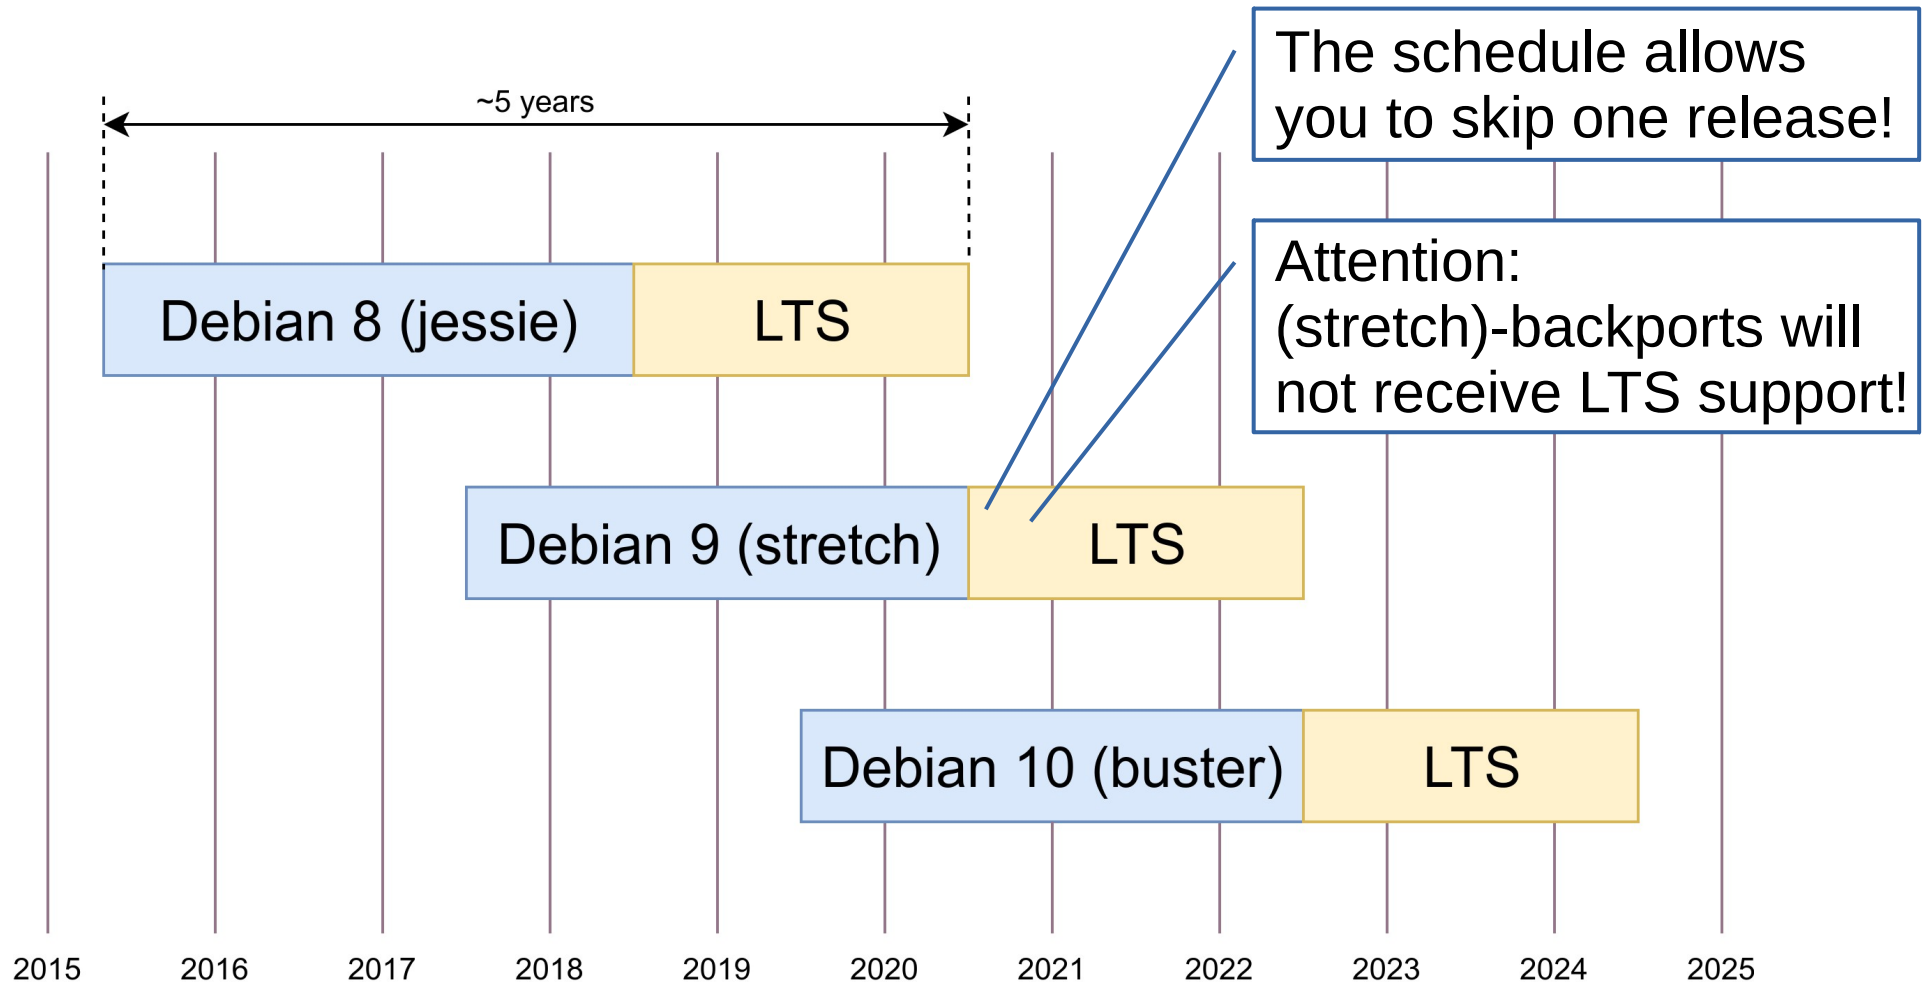 The schedule allows
you to skip one release!
~5 years
Attention:
(stretch)-backports will
not receive LTS support!
Debian 8 (jessie)
LTS
Debian 9 (stretch)
LTS
Debian 10 (buster)
LTS
2015
2016
2017
2018
2019
2020
2021
2022
2023
2024
2025